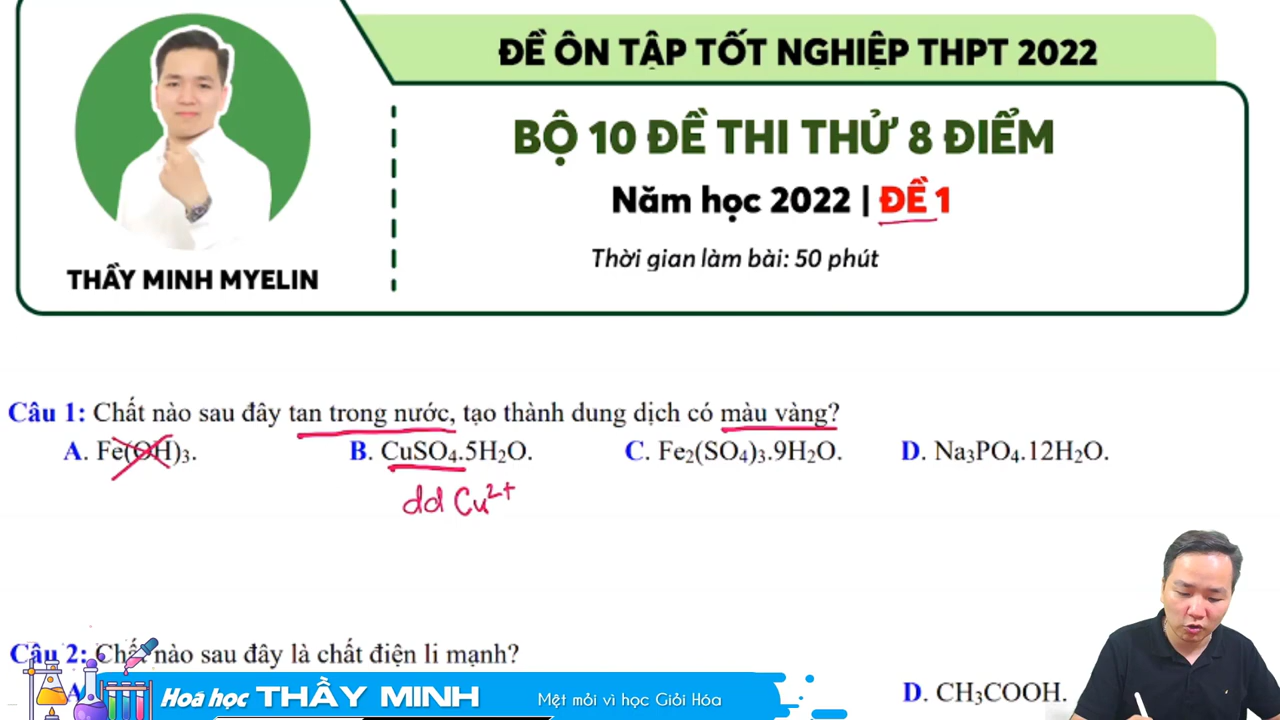 ĐỀ ÔN TẬP TỐT NGHIỆP THPT 2022
BỘ 10 ĐỀ THI THỬ 8 ĐIỂM
Năm học 2022 | ĐỀ 1
Thời gian làm bài: 50 phút
THẦY MINH MYELIN
Câu 1: Chất nào sau đây tan trong nước, tạo thành dung dịch có màu vàng?
A. Fe(OH)₃. B. CuSO₄.5H₂O. C. Fe₂(SO₄)₃.9H₂O. D. Na₃PO₄.12H₂O.
dd Cu²⁺
Câu 2: Chất nào sau đây là chất điện li mạnh?
A D. CH₃COOH.
Hoá học THẦY MINH Mệt mỏi vì học Giỏi Hóa